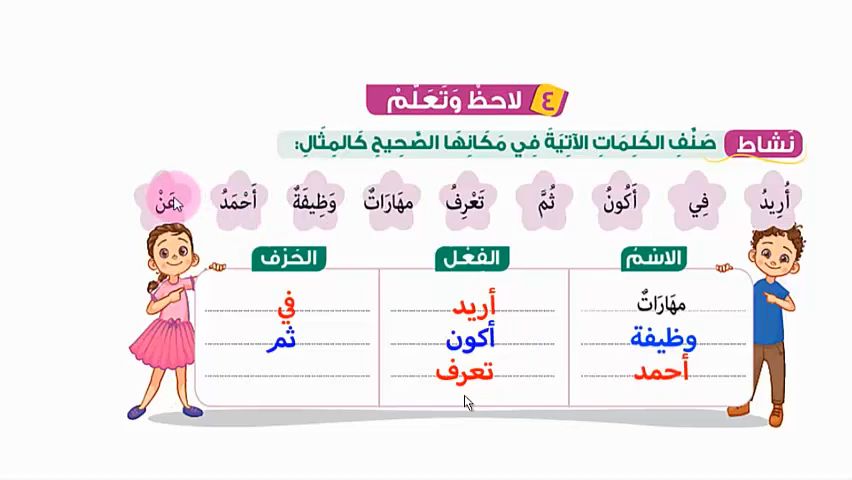 ٤ لاحظْ وَتَعَلَّمْ
نَشَاط صَنِّفِ الكَلِمَاتِ الآتِيَةَ فِي مَكَانِهَا الصَّحِيحِ كَالمِثَالِ:
أُرِيدُ فِي أَكُونُ ثُمَّ تَعْرِفُ مهَارَاتٌ وَظِيفَةٌ أَحْمَدُ عَنْ
الاسْمُ الفِعْل الحَرْف
مهَارَاتٌ أريد في
وظيفة أكون ثم
أحمد تعرف